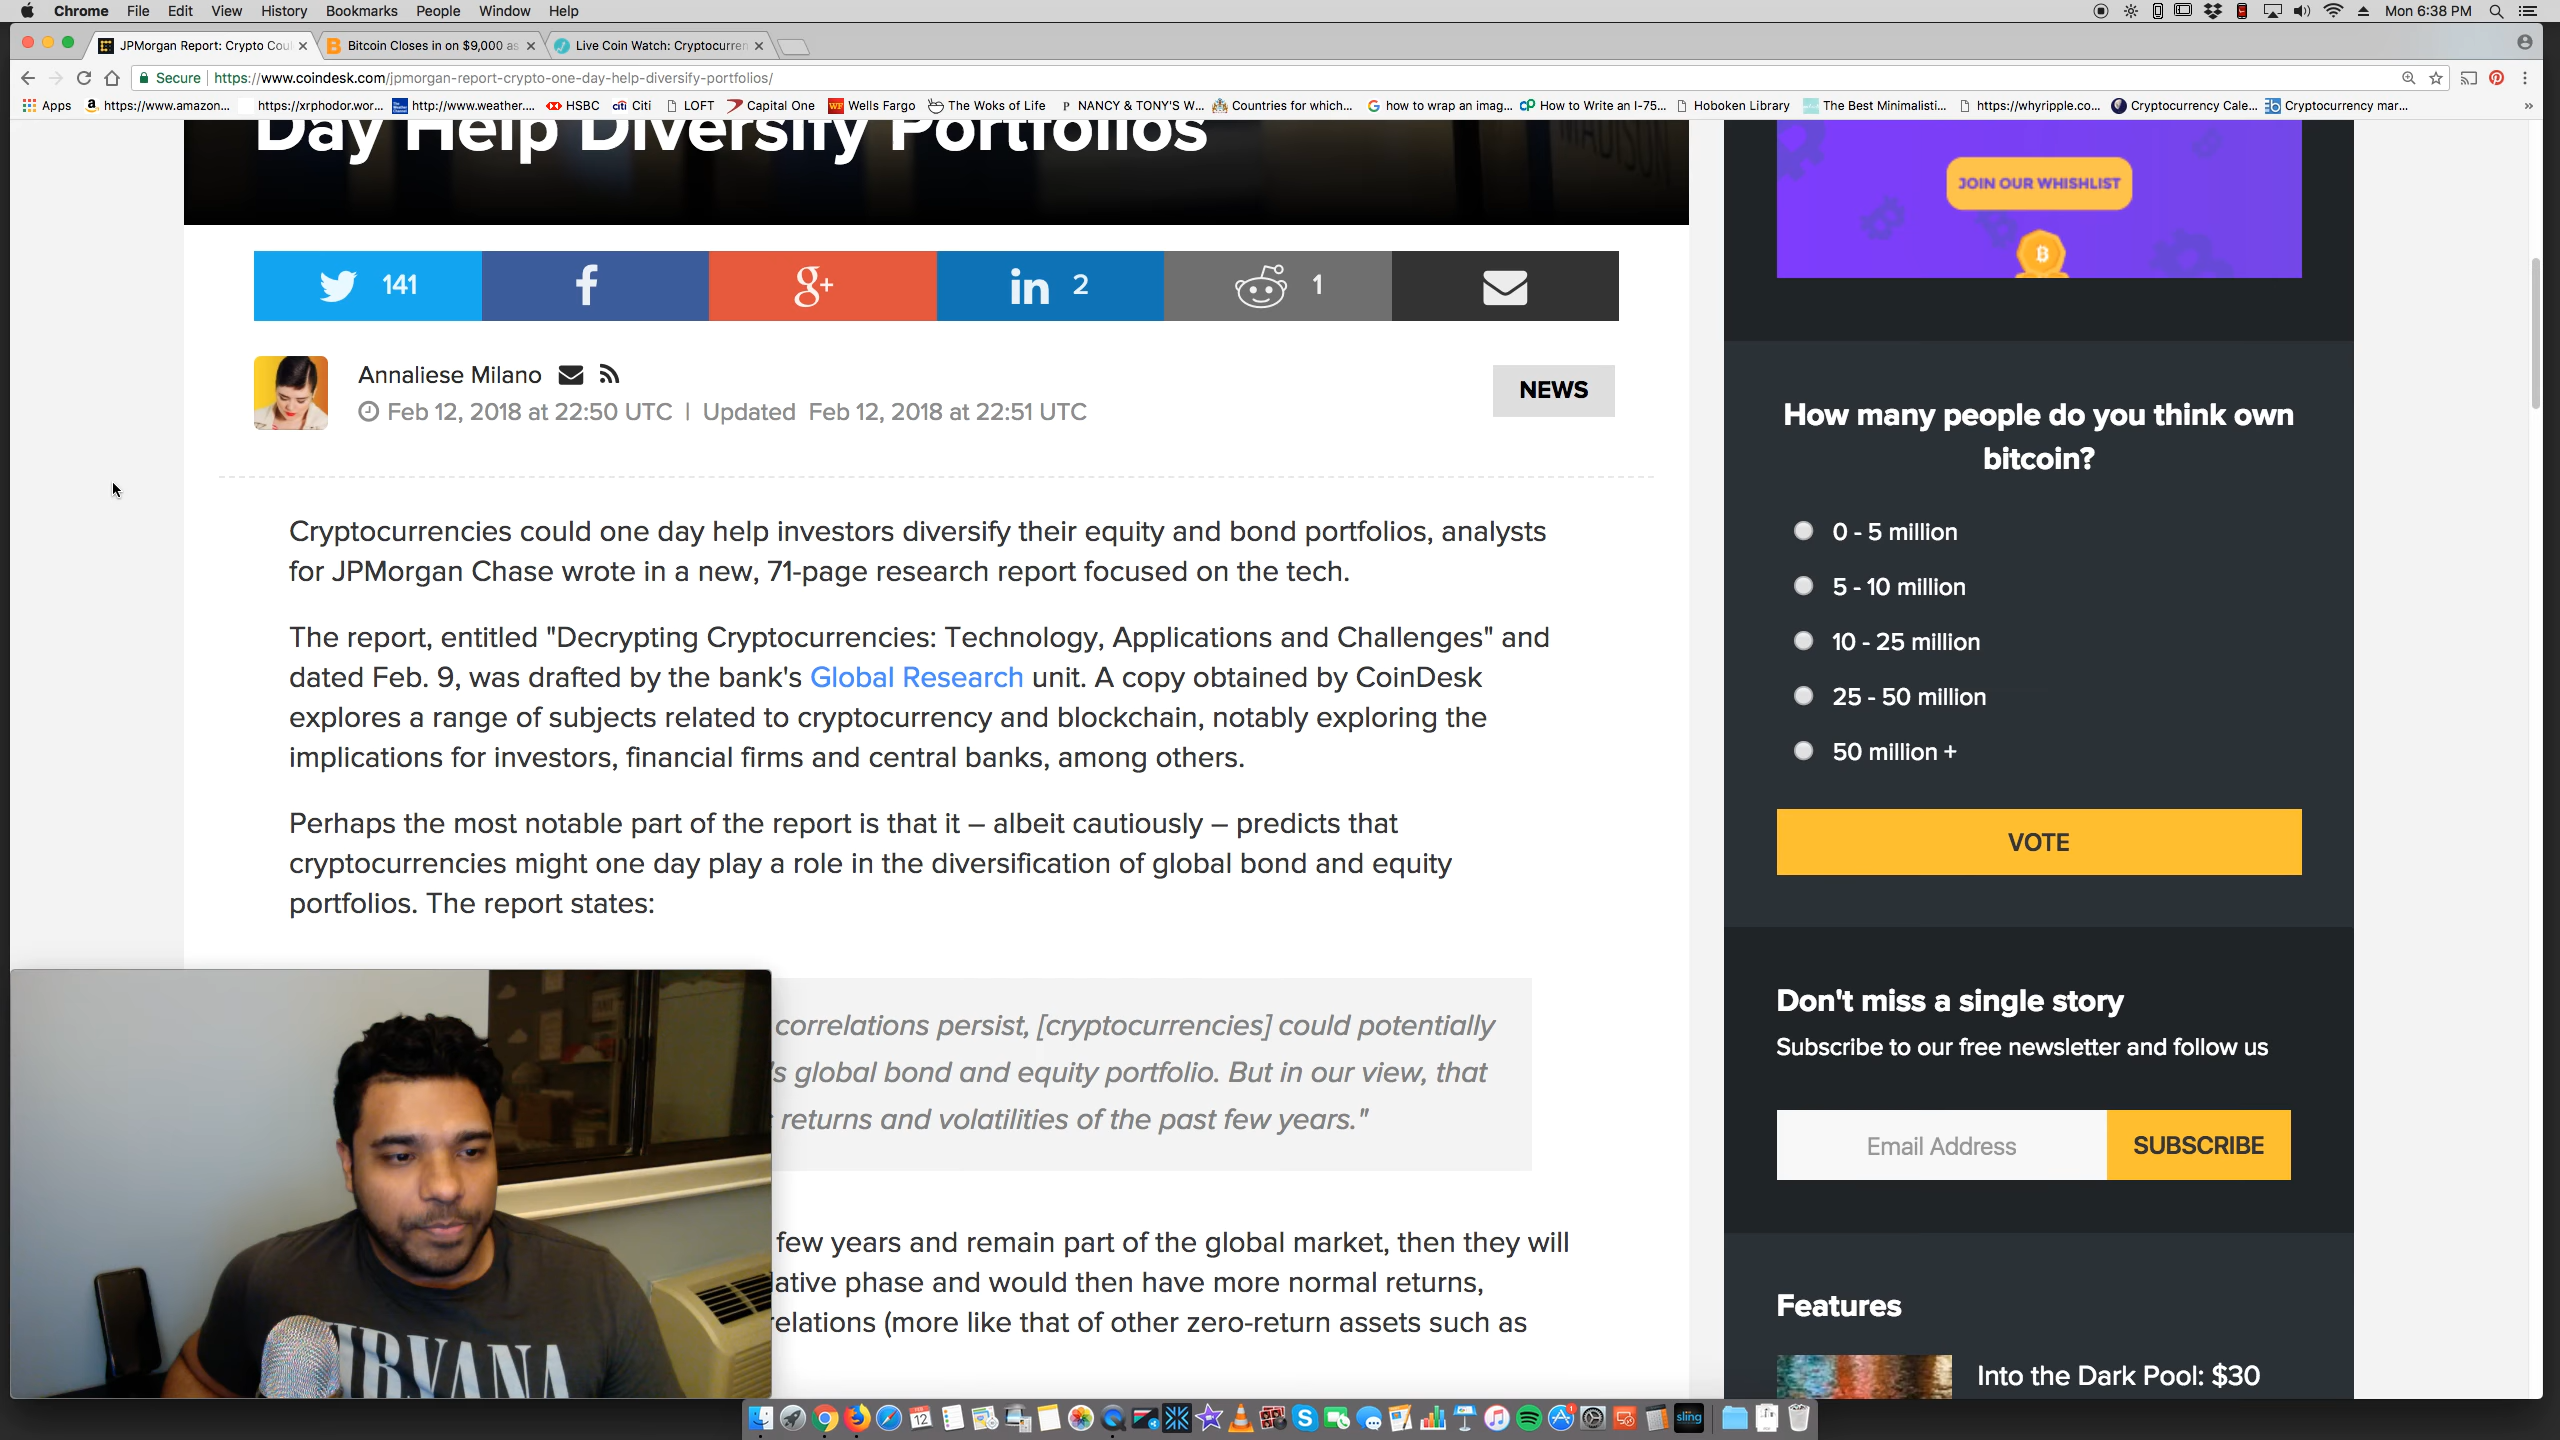 Chrome File Edit View History Bookmarks People Window Help
Mon 6:38 PM
JPMorgan Report: Crypto Coul
Bitcoin Closes in on $9,000 as
Live Coin Watch: Cryptocurren
Secure https://www.coindesk.com/jpmorgan-report-crypto-one-day-help-diversify-portfolios/
Apps https://www.amazon... https://xrphodor.wor... http://www.weather.... HSBC citi Citi LOFT Capital One WF Wells Fargo The Woks of Life P NANCY & TONY'S W... Countries for which... G how to wrap an imag... CP How to Write an I-75... Hoboken Library The Best Minimalisti... https://whyripple.co... Cryptocurrency Cale... Cryptocurrency mar... »
Day Help Diversify Portfolios
MADISON
JOIN OUR WHISHLIST
141
f
g+
in 2
1
Annaliese Milano
Feb 12, 2018 at 22:50 UTC | Updated Feb 12, 2018 at 22:51 UTC
NEWS
Cryptocurrencies could one day help investors diversify their equity and bond portfolios, analysts
for JPMorgan Chase wrote in a new, 71-page research report focused on the tech.
The report, entitled "Decrypting Cryptocurrencies: Technology, Applications and Challenges" and
dated Feb. 9, was drafted by the bank's Global Research unit. A copy obtained by CoinDesk
explores a range of subjects related to cryptocurrency and blockchain, notably exploring the
implications for investors, financial firms and central banks, among others.
Perhaps the most notable part of the report is that it – albeit cautiously – predicts that
cryptocurrencies might one day play a role in the diversification of global bond and equity
portfolios. The report states:
correlations persist, [cryptocurrencies] could potentially
's global bond and equity portfolio. But in our view, that
returns and volatilities of the past few years."
few years and remain part of the global market, then they will
ative phase and would then have more normal returns,
relations (more like that of other zero-return assets such as
How many people do you think own
bitcoin?
0 - 5 million
5 - 10 million
10 - 25 million
25 - 50 million
50 million +
VOTE
Don't miss a single story
Subscribe to our free newsletter and follow us
Email Address
SUBSCRIBE
Features
Into the Dark Pool: $30
NIRVANA
12
sling